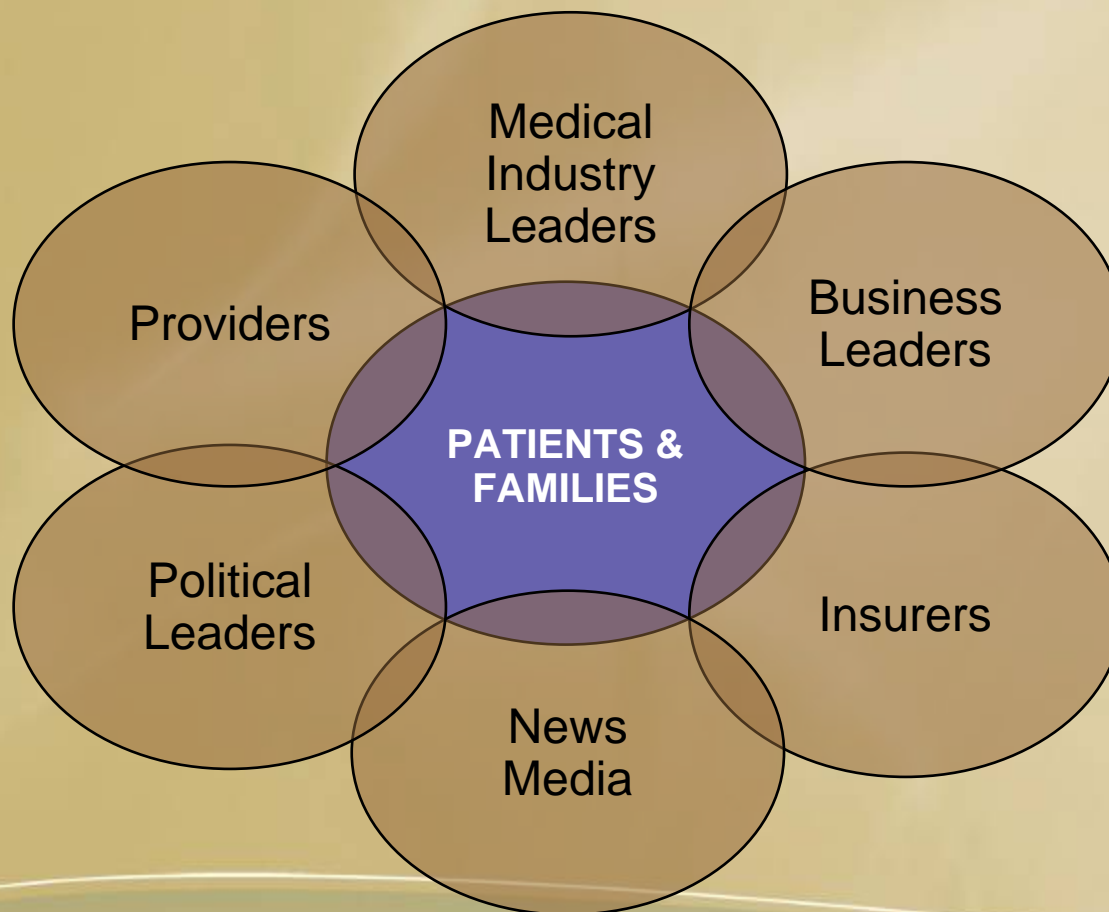 Medical
Industry
Leaders
Providers
Business
Leaders
PATIENTS &
FAMILIES
Political
Leaders
Insurers
News
Media